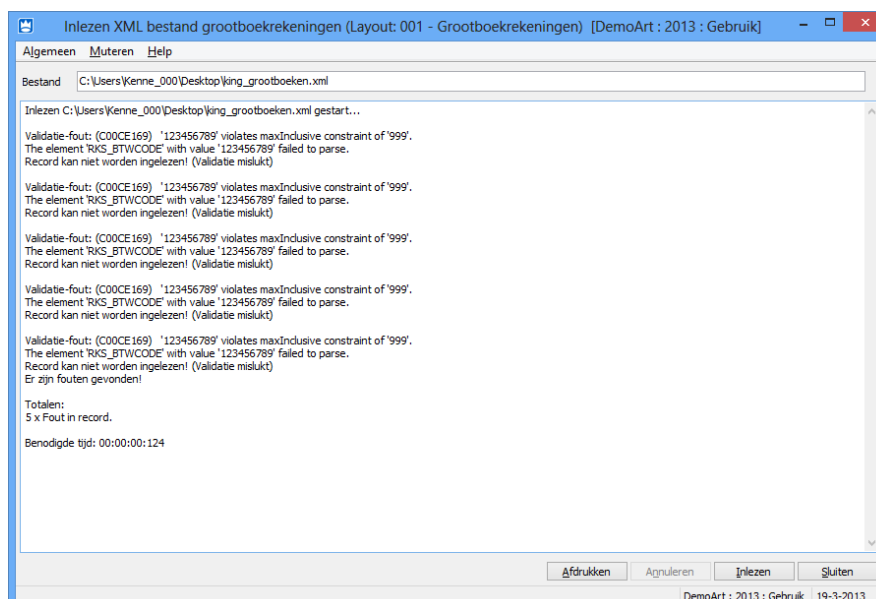 Inlezen XML bestand grootboekrekeningen (Layout: 001 - Grootboekrekeningen) [DemoArt : 2013 : Gebruik]
Algemeen Muteren Help
Bestand C:\Users\Kenne_000\Desktop\king_grootboeken.xml
Inlezen C:\Users\Kenne_000\Desktop\king_grootboeken.xml gestart...
Validatie-fout: (C00CE169) '123456789' violates maxInclusive constraint of '999'.
The element 'RKS_BTWCODE' with value '123456789' failed to parse.
Record kan niet worden ingelezen! (Validatie mislukt)
Validatie-fout: (C00CE169) '123456789' violates maxInclusive constraint of '999'.
The element 'RKS_BTWCODE' with value '123456789' failed to parse.
Record kan niet worden ingelezen! (Validatie mislukt)
Validatie-fout: (C00CE169) '123456789' violates maxInclusive constraint of '999'.
The element 'RKS_BTWCODE' with value '123456789' failed to parse.
Record kan niet worden ingelezen! (Validatie mislukt)
Validatie-fout: (C00CE169) '123456789' violates maxInclusive constraint of '999'.
The element 'RKS_BTWCODE' with value '123456789' failed to parse.
Record kan niet worden ingelezen! (Validatie mislukt)
Validatie-fout: (C00CE169) '123456789' violates maxInclusive constraint of '999'.
The element 'RKS_BTWCODE' with value '123456789' failed to parse.
Record kan niet worden ingelezen! (Validatie mislukt)
Er zijn fouten gevonden!
Totalen:
5 x Fout in record.
Benodigde tijd: 00:00:00:124
Afdrukken Annuleren Inlezen Sluiten
DemoArt : 2013 : Gebruik 19-3-2013